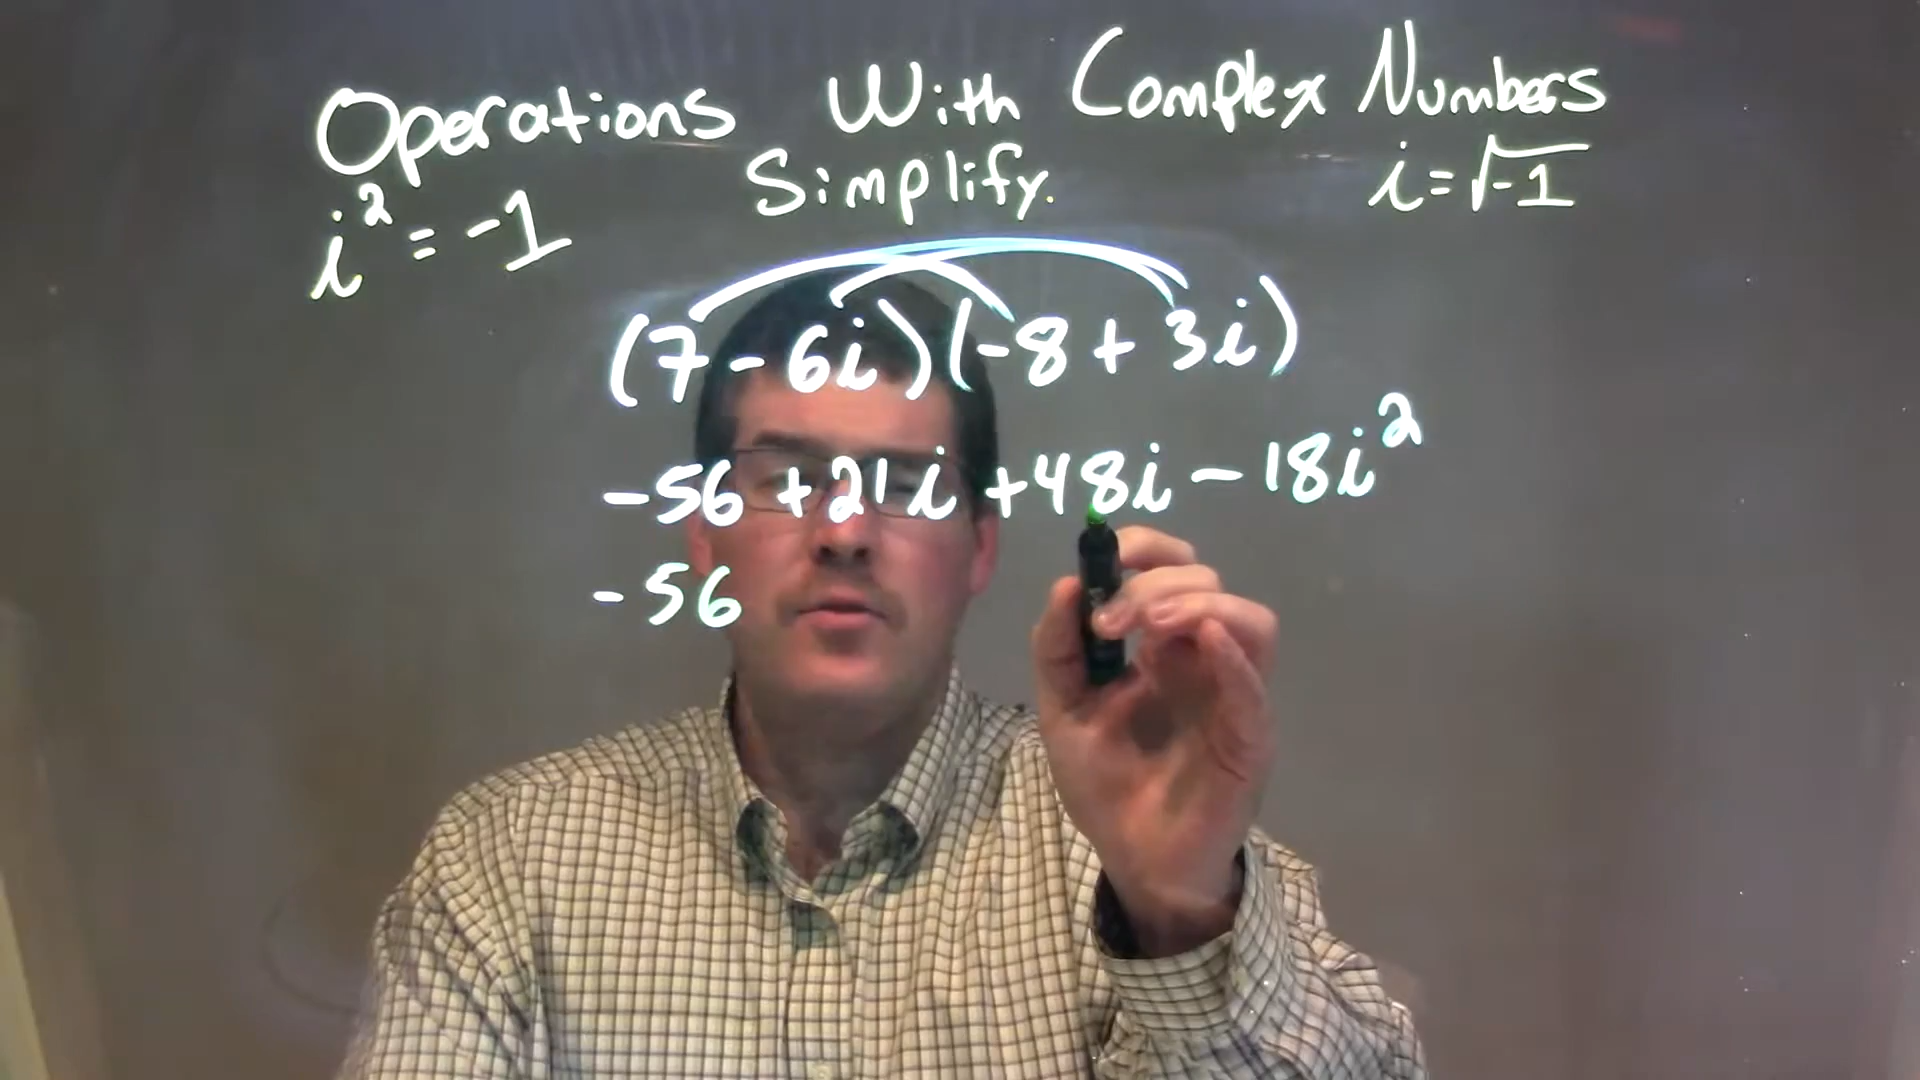 Operations With Complex Numbers
i² = -1 Simplify. i = √-1
(7 - 6i)(-8 + 3i)
-56 + 21i + 48i - 18i²
-56